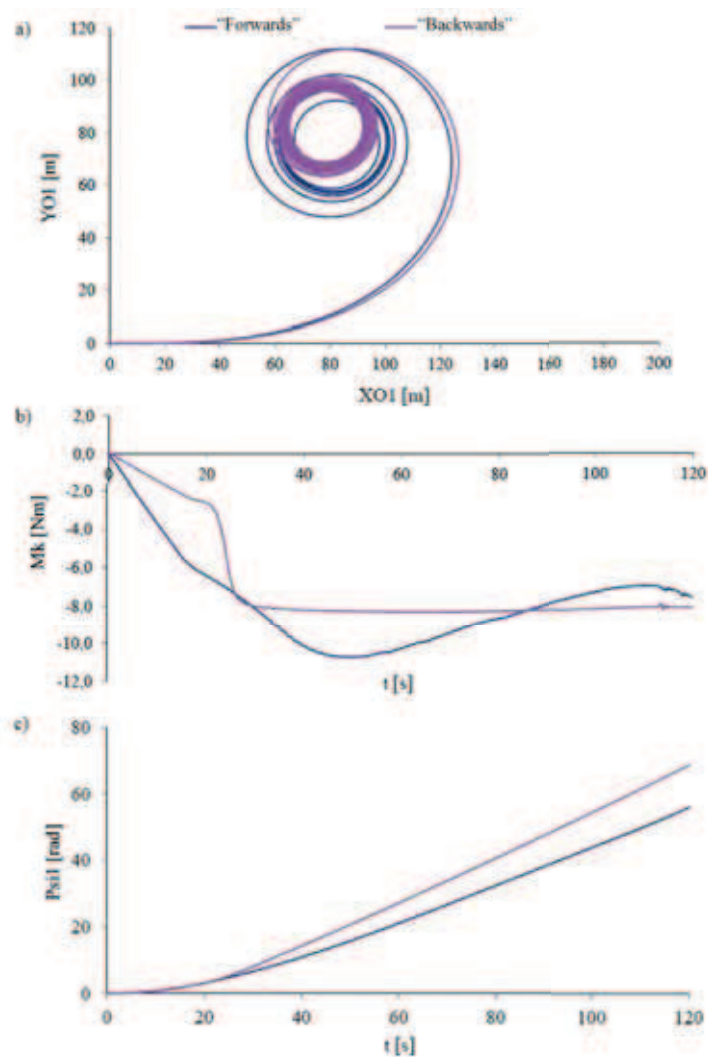 a) "Forwards" "Backwards"
120
100
80
60
40
20
0
YO1 [m]
0 20 40 60 80 100 120 140 160 180 200
XO1 [m]
b)
2.0
0.0
-2.0
-4.0
-6.0
-8.0
-10.0
-12.0
Mk [Nm]
0 20 40 60 80 100 120
t [s]
c)
80
60
40
20
0
Psi1 [rad]
0 20 40 60 80 100 120
t [s]